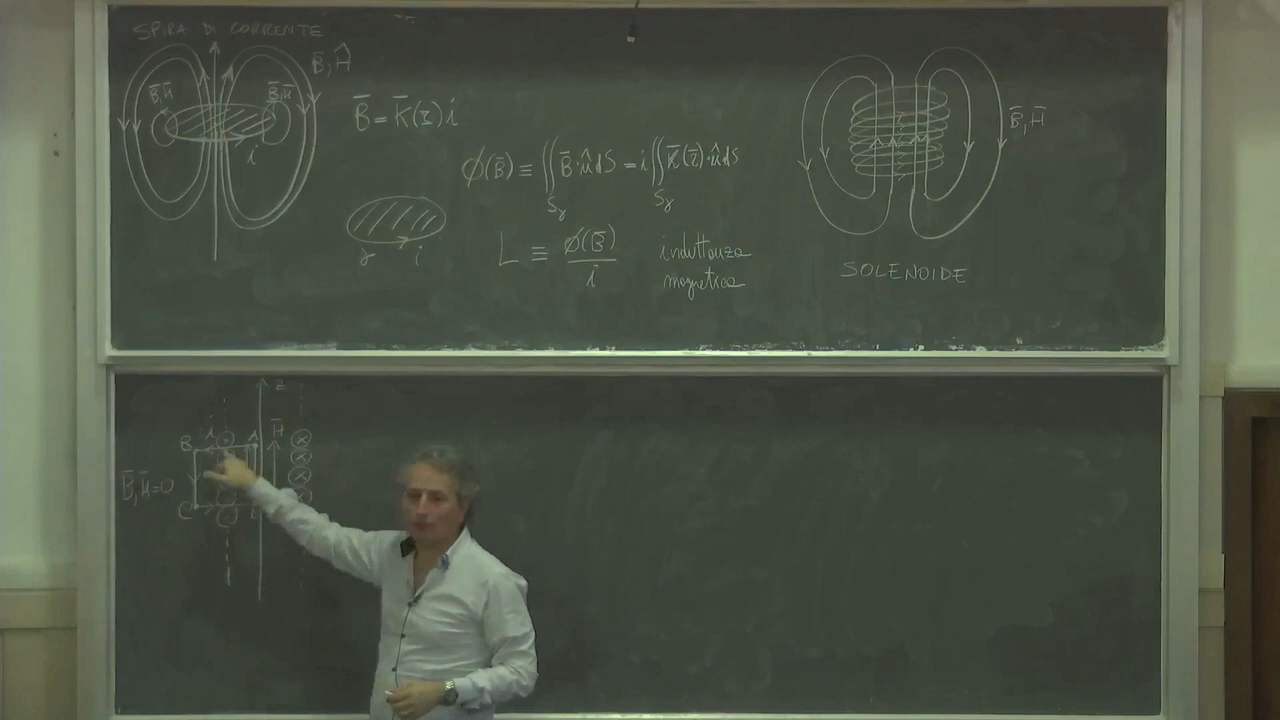 SPIRA DI CORRENTE
B̄, H̄
B̄,H̄
B̄,H̄
i
B̄ = K̄(r̄) i
Φ(B̄) ≡ ∬ B̄·n̂ dS = i ∬ K̄(r̄)·n̂ dS
Sγ Sγ
γ i
L ≡ Φ(B̄)/i induttanza
magnetica
B̄, H̄
SOLENOIDE
z
B i A H̄
B̄,H̄=0
C